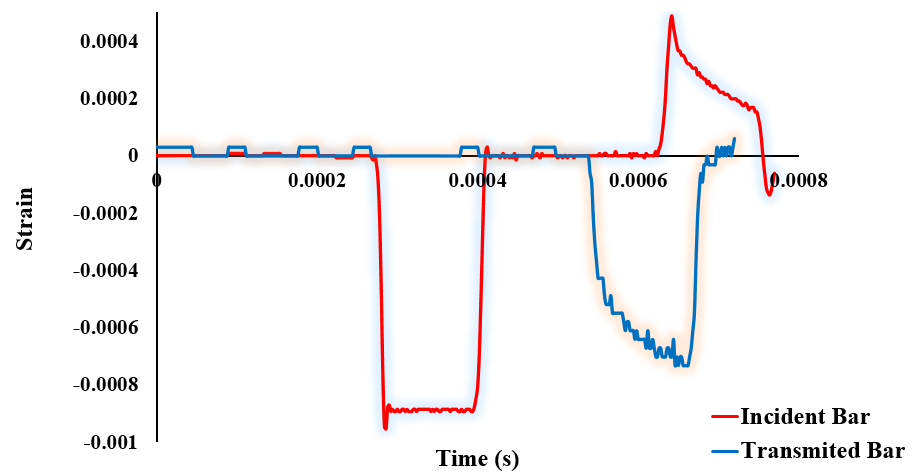 0.0004
0.0002
0
-0.0002
-0.0004
-0.0006
-0.0008
-0.001
0 0.0002 0.0004 0.0006 0.0008
Strain
Time (s)
Incident Bar
Transmited Bar